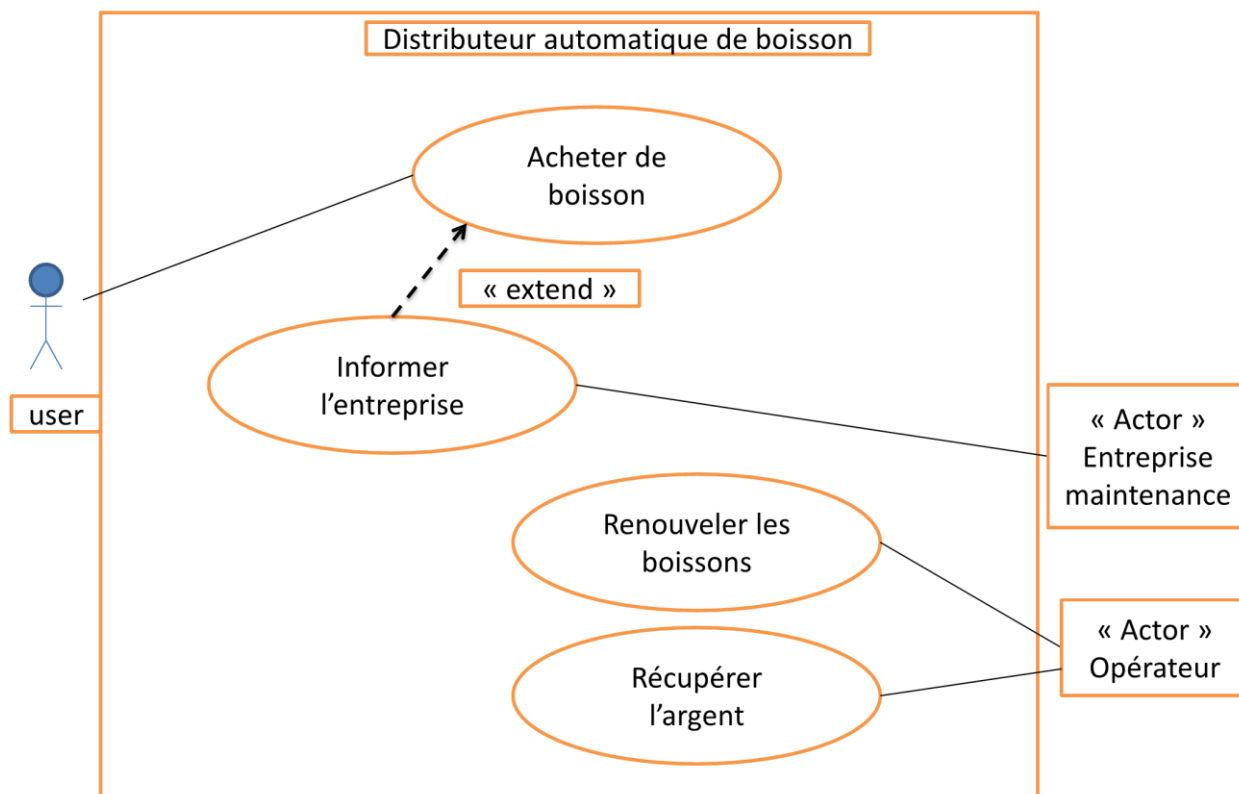 Distributeur automatique de boisson
Acheter de
boisson
« extend »
Informer
l’entreprise
user
« Actor »
Entreprise
maintenance
Renouveler les
boissons
« Actor »
Opérateur
Récupérer
l’argent